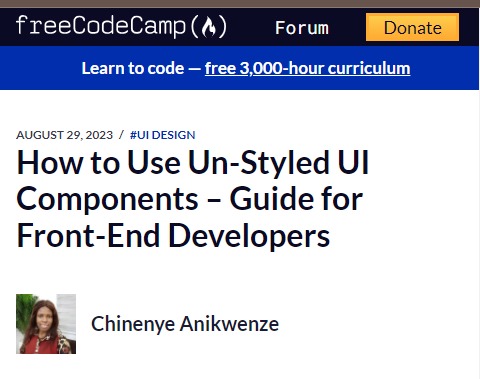 freeCodeCamp(🔥)
Forum
Donate
Learn to code — free 3,000-hour curriculum
AUGUST 29, 2023 / #UI DESIGN
How to Use Un-Styled UI
Components – Guide for
Front-End Developers
Chinenye Anikwenze